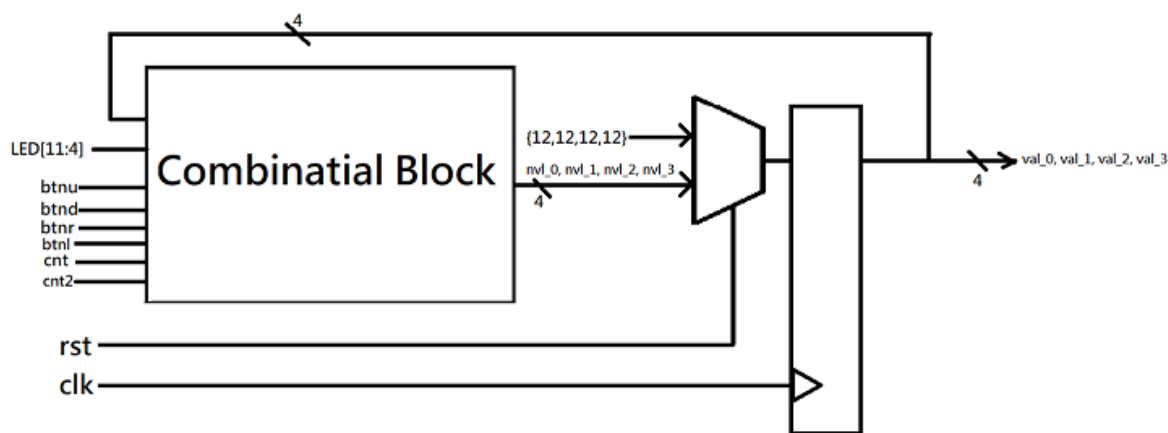 4
LED[11:4]
btnu
btnd
btnr
btnl
cnt
cnt2
Combinatial Block
{12,12,12,12}
nvl_0, nvl_1, nvl_2, nvl_3
4
val_0, val_1, val_2, val_3
4
rst
clk